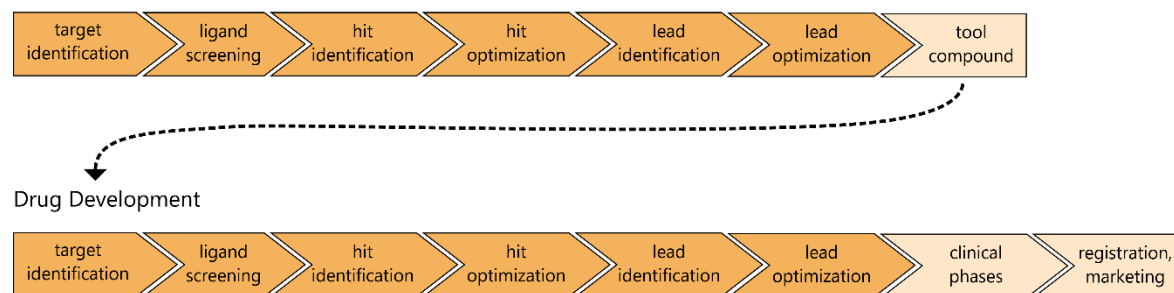 target
identification
ligand
screening
hit
identification
hit
optimization
lead
identification
lead
optimization
tool
compound
Drug Development
target
identification
ligand
screening
hit
identification
hit
optimization
lead
identification
lead
optimization
clinical
phases
registration,
marketing